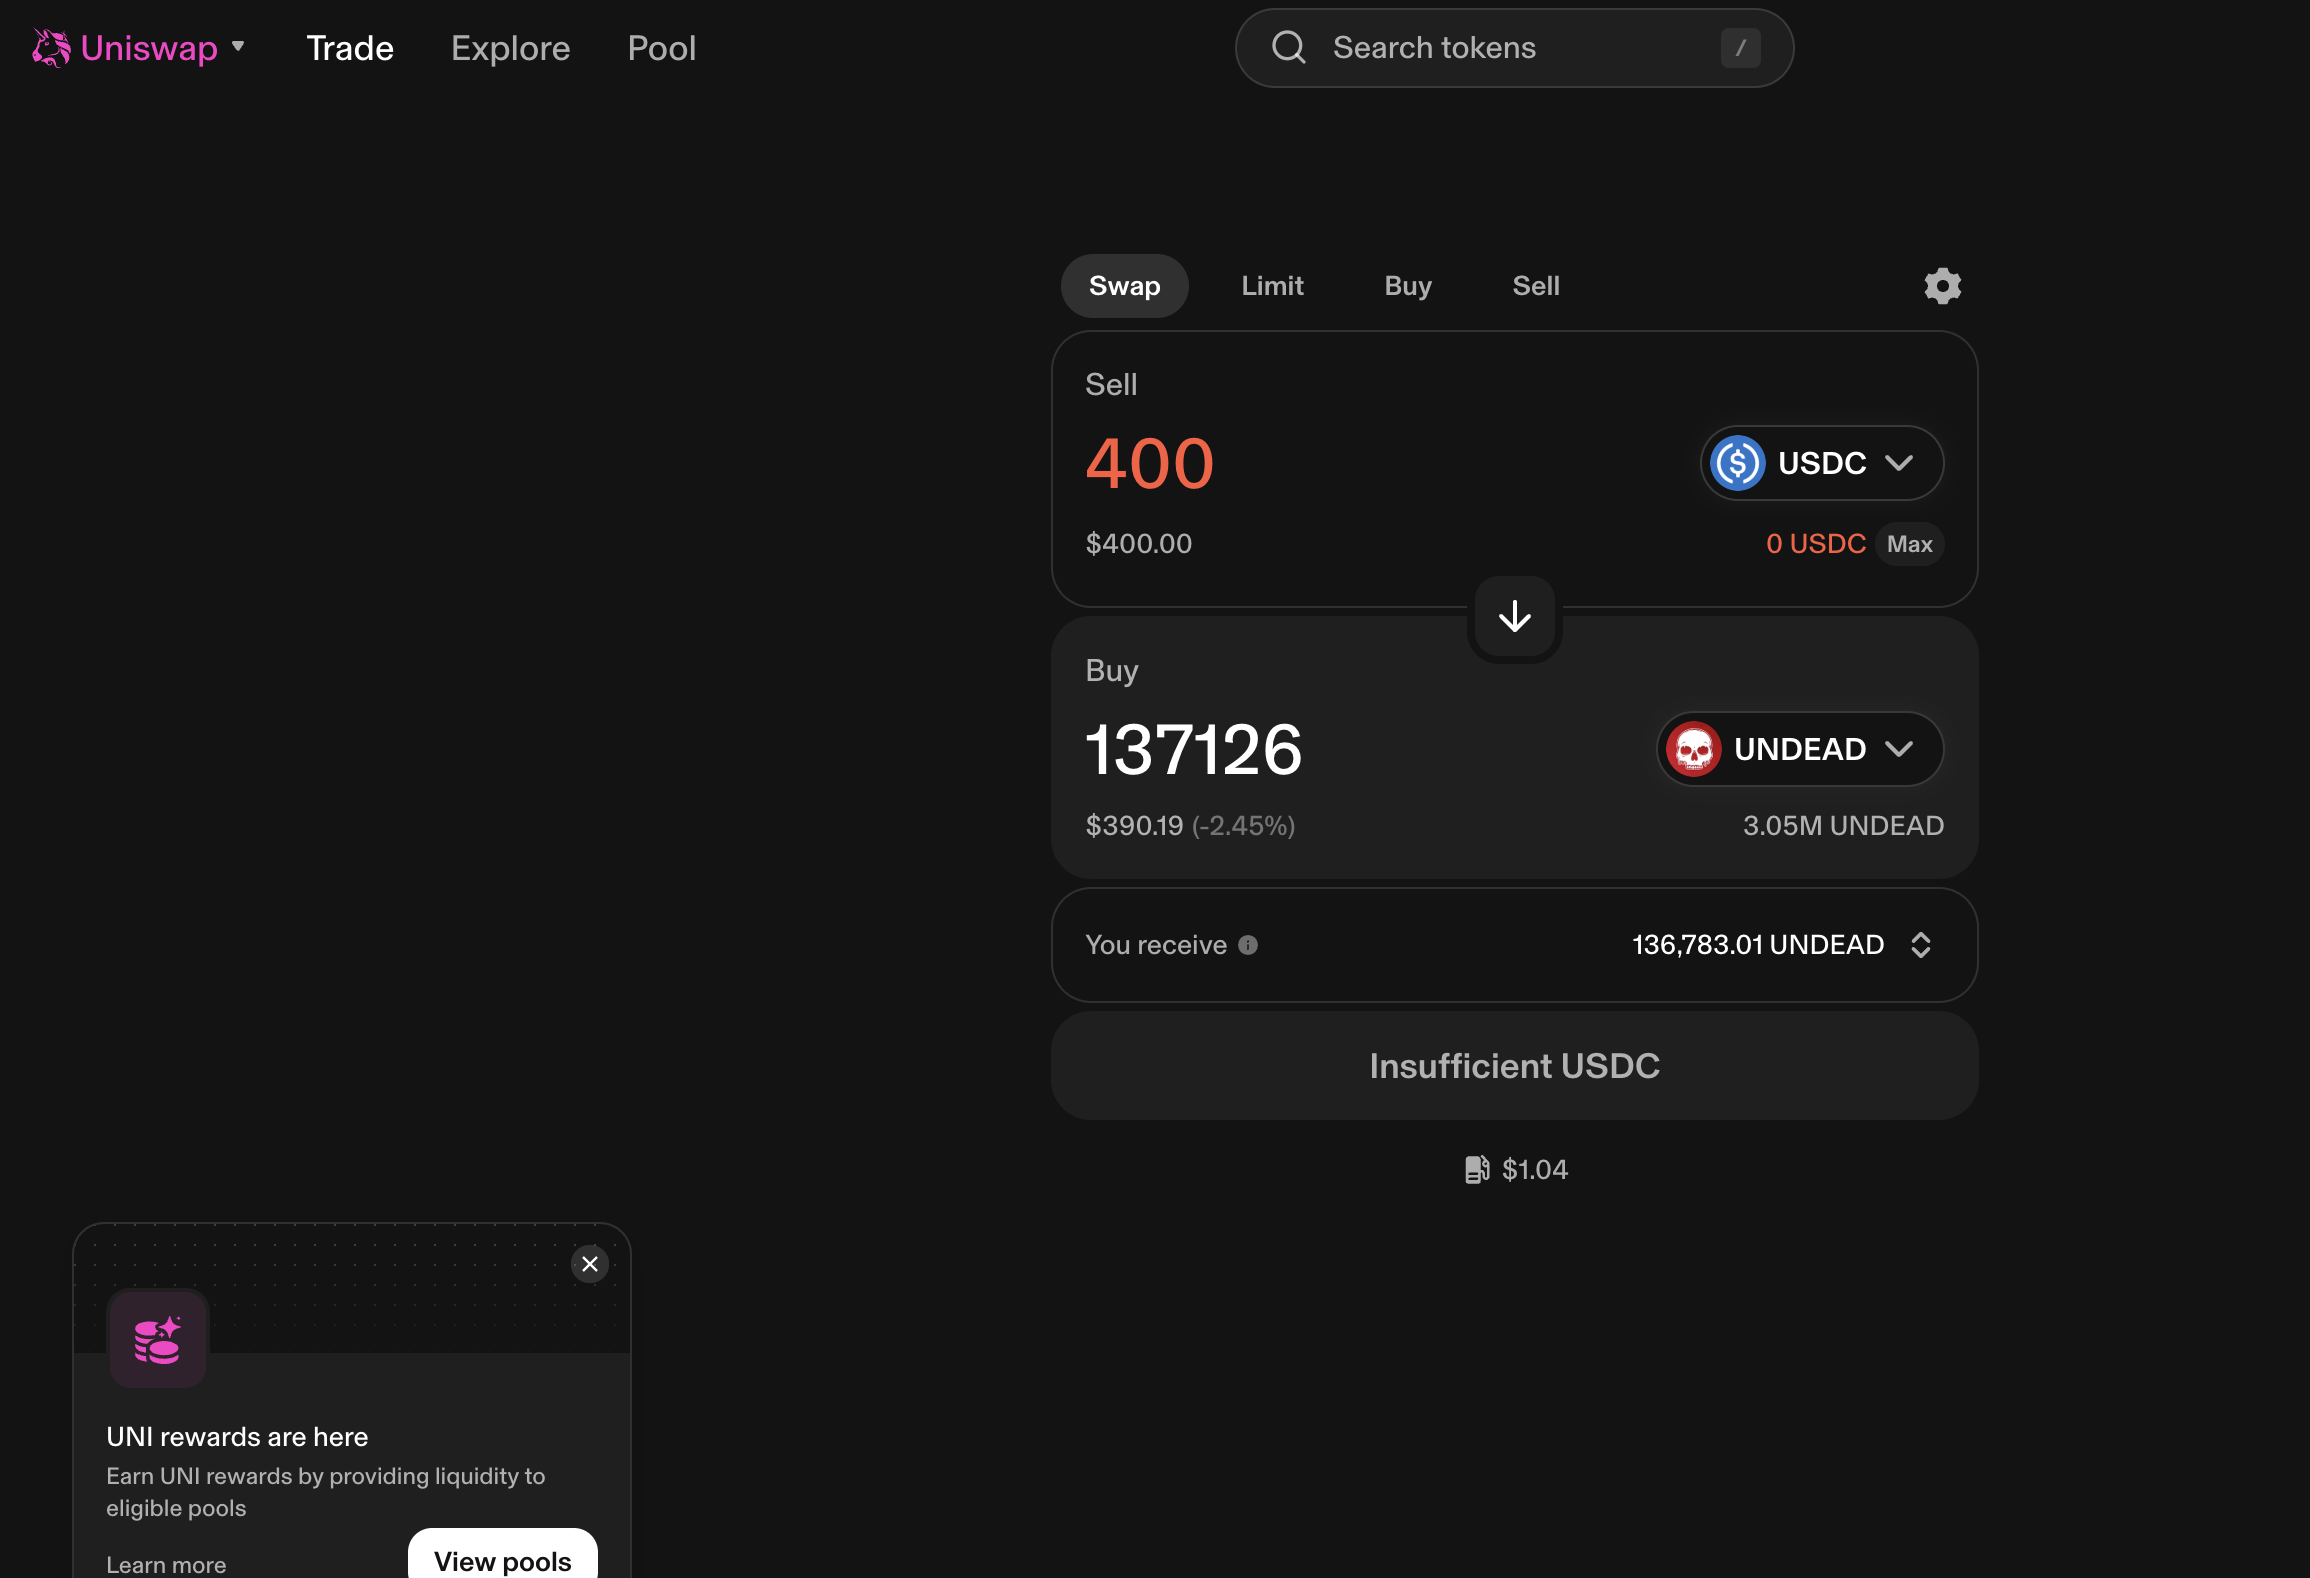 Uniswap Trade Explore Pool Search tokens /
Swap Limit Buy Sell
Sell
400 USDC
$400.00 0 USDC Max
Buy
137126 UNDEAD
$390.19 (-2.45%) 3.05M UNDEAD
You receive 136,783.01 UNDEAD
Insufficient USDC
$1.04
UNI rewards are here
Earn UNI rewards by providing liquidity to
eligible pools
Learn more View pools